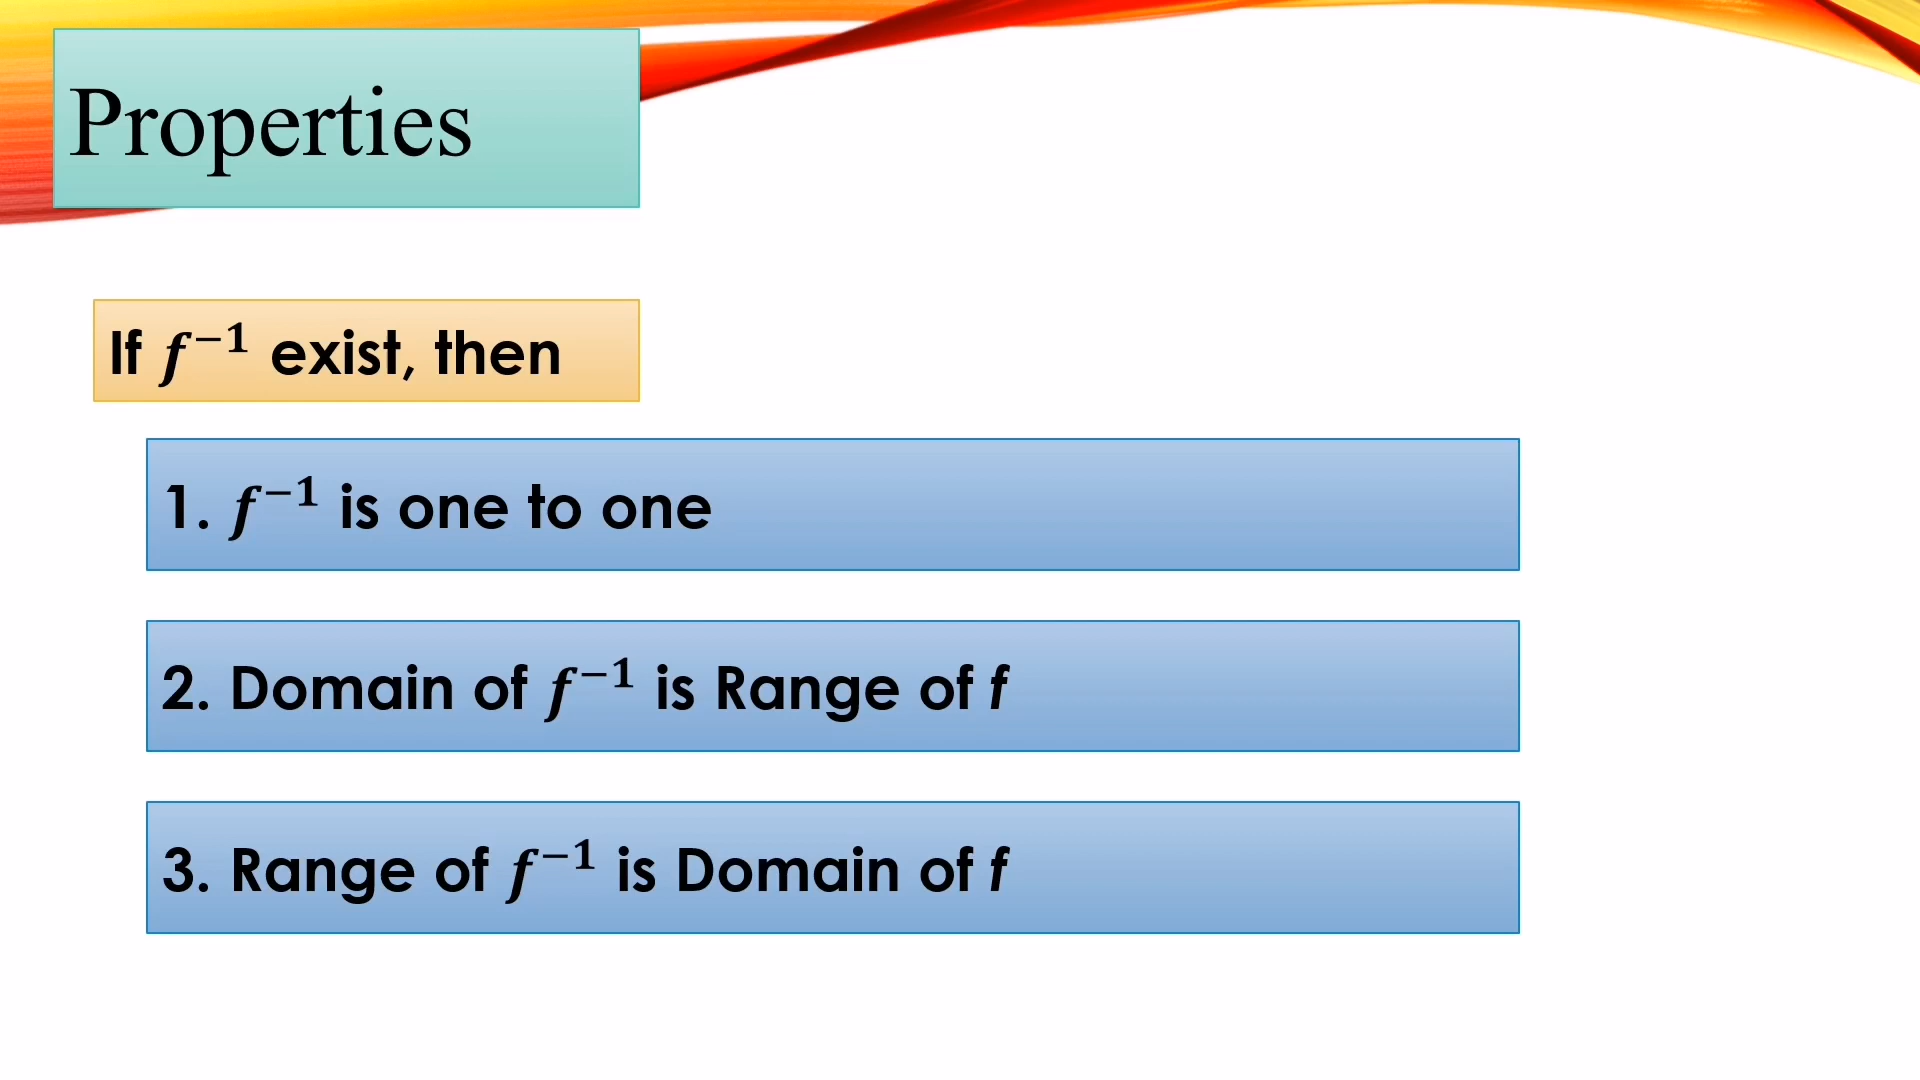 Properties
If f⁻¹ exist, then
1. f⁻¹ is one to one
2. Domain of f⁻¹ is Range of f
3. Range of f⁻¹ is Domain of f